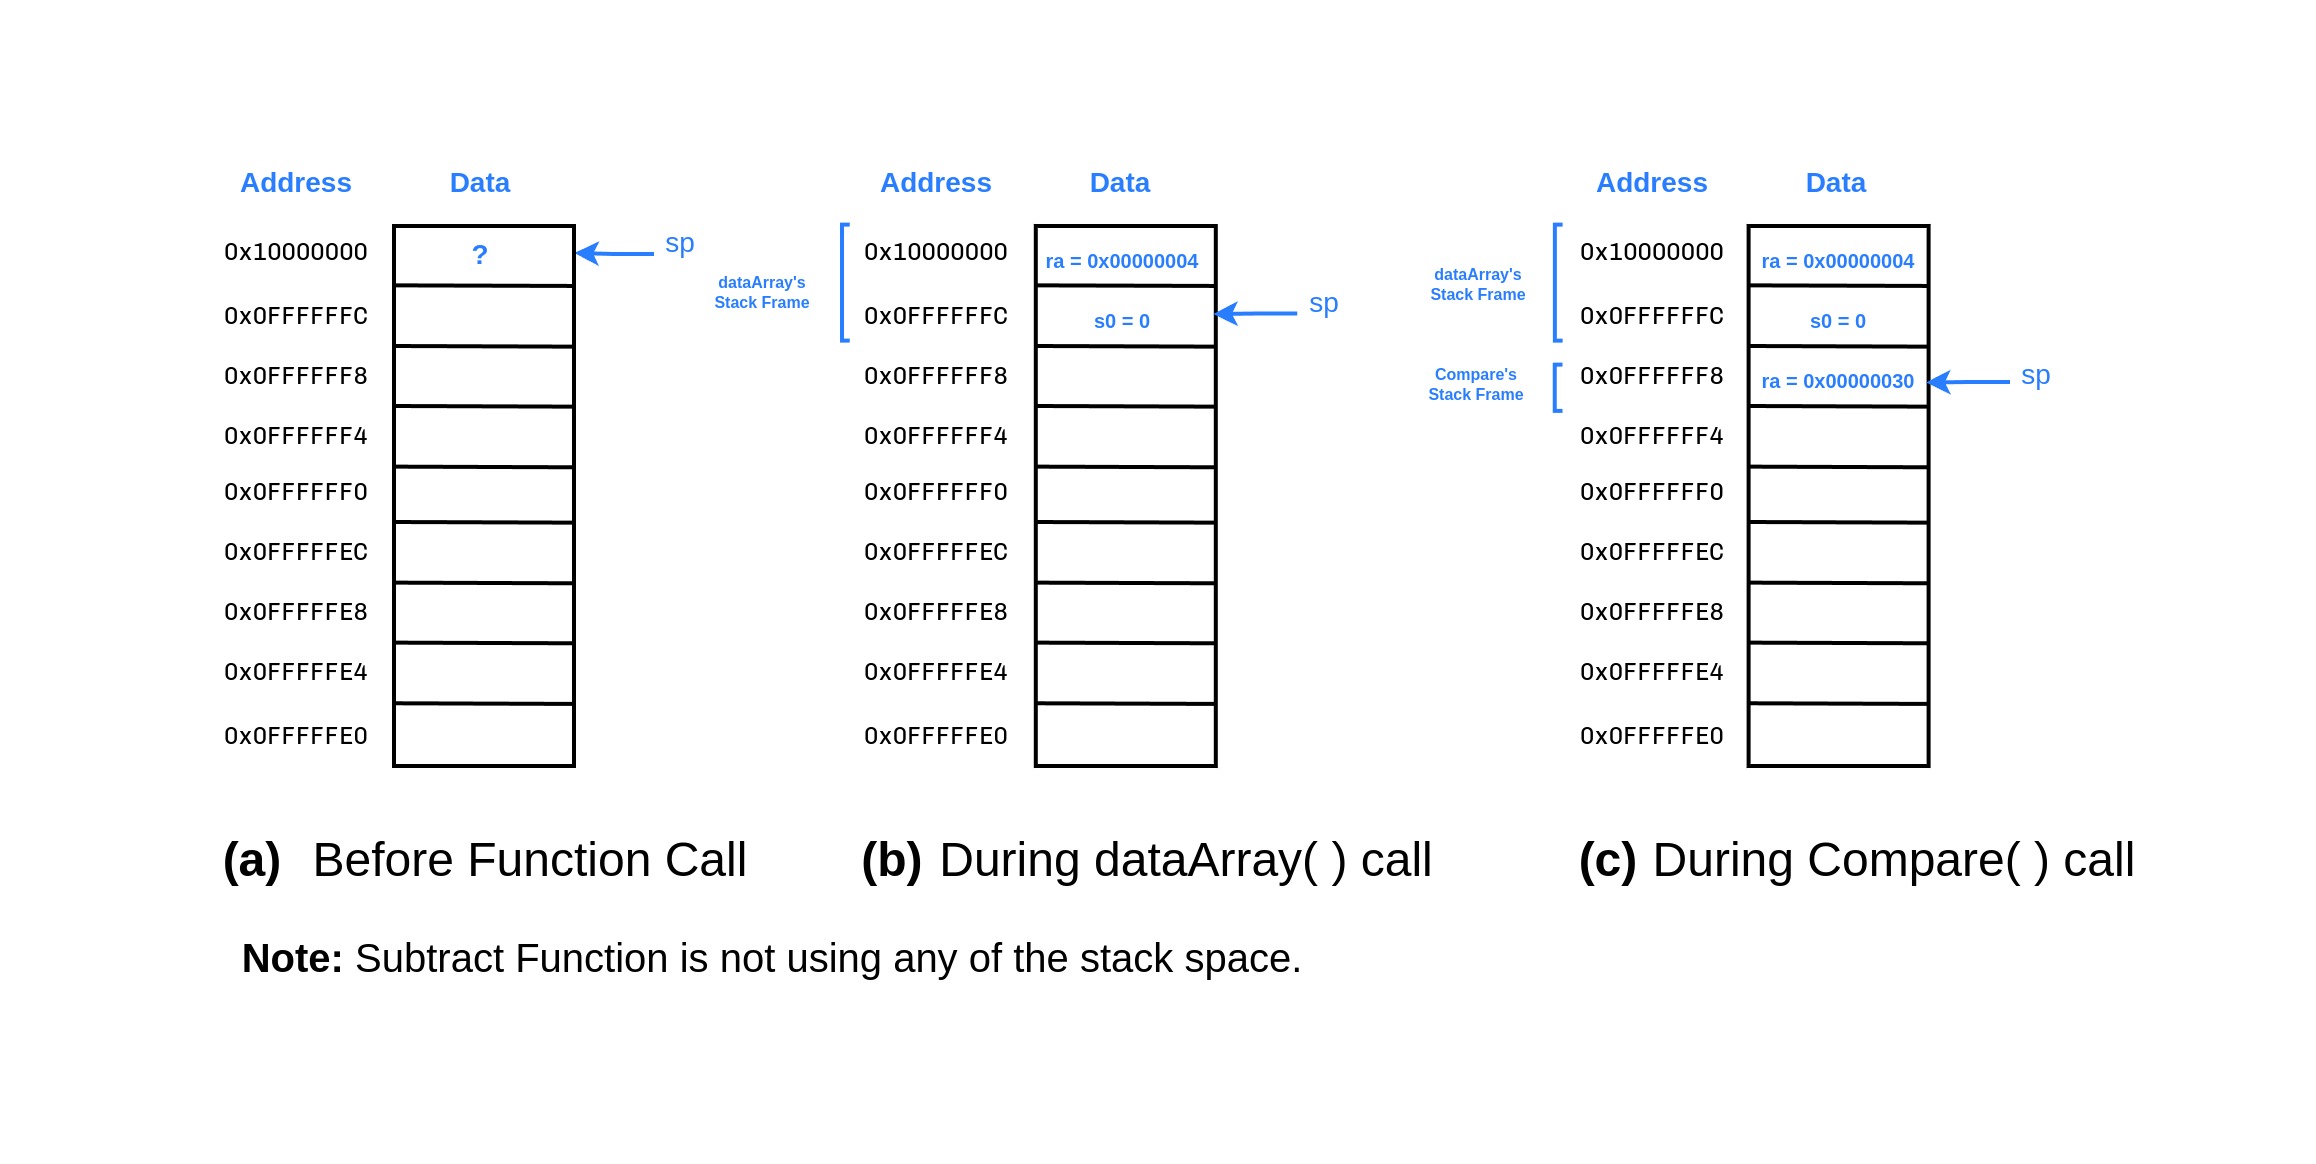 Address Data
0x10000000 ? sp
0x0FFFFFFC
0x0FFFFFF8
0x0FFFFFF4
0x0FFFFFF0
0x0FFFFFEC
0x0FFFFFE8
0x0FFFFFE4
0x0FFFFFE0
(a) Before Function Call
Address Data
dataArray's
Stack Frame
0x10000000 ra = 0x00000004
0x0FFFFFFC s0 = 0 sp
0x0FFFFFF8
0x0FFFFFF4
0x0FFFFFF0
0x0FFFFFEC
0x0FFFFFE8
0x0FFFFFE4
0x0FFFFFE0
(b) During dataArray( ) call
Address Data
dataArray's
Stack Frame
Compare's
Stack Frame
0x10000000 ra = 0x00000004
0x0FFFFFFC s0 = 0
0x0FFFFFF8 ra = 0x00000030 sp
0x0FFFFFF4
0x0FFFFFF0
0x0FFFFFEC
0x0FFFFFE8
0x0FFFFFE4
0x0FFFFFE0
(c) During Compare( ) call
Note: Subtract Function is not using any of the stack space.